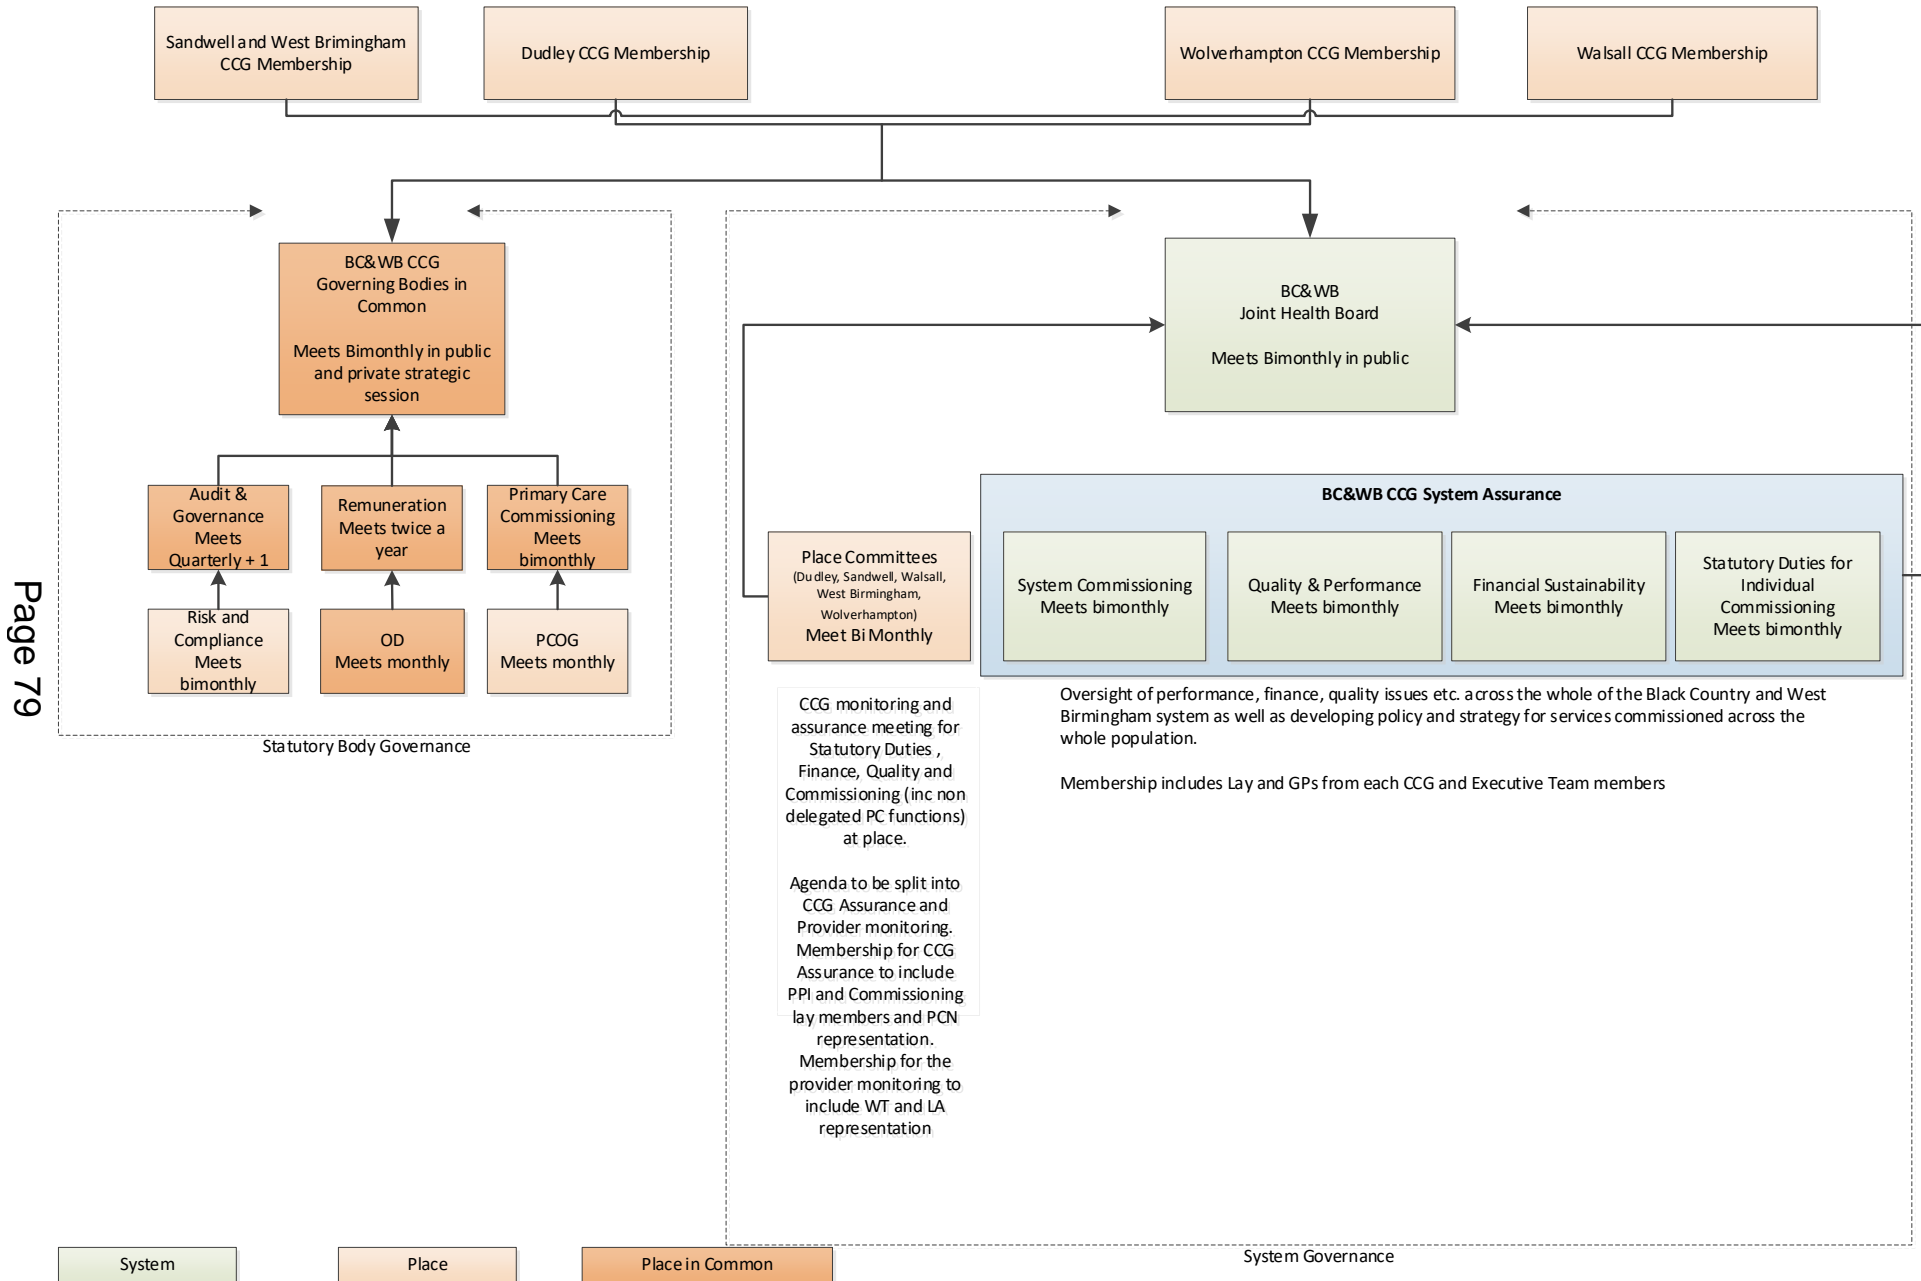 Sandwell and West Brimingham
CCG Membership
Dudley CCG Membership
Wolverhampton CCG Membership
Walsall CCG Membership
BC&WB CCG
Governing Bodies in
Common
Meets Bimonthly in public
and private strategic
session
Audit &
Governance
Meets
Quarterly + 1
Remuneration
Meets twice a
year
Primary Care
Commissioning
Meets
bimonthly
Risk and
Compliance
Meets
bimonthly
OD
Meets monthly
PCOG
Meets monthly
Statutory Body Governance
BC&WB
Joint Health Board
Meets Bimonthly in public
Place Committees
(Dudley, Sandwell, Walsall,
West Birmingham,
Wolverhampton)
Meet Bi Monthly
BC&WB CCG System Assurance
System Commissioning
Meets bimonthly
Quality & Performance
Meets bimonthly
Financial Sustainability
Meets bimonthly
Statutory Duties for
Individual
Commissioning
Meets bimonthly
CCG monitoring and
assurance meeting for
Statutory Duties ,
Finance, Quality and
Commissioning (inc non
delegated PC functions)
at place.
Agenda to be split into
CCG Assurance and
Provider monitoring.
Membership for CCG
Assurance to include
PPI and Commissioning
lay members and PCN
representation.
Membership for the
provider monitoring to
include WT and LA
representation
Oversight of performance, finance, quality issues etc. across the whole of the Black Country and West
Birmingham system as well as developing policy and strategy for services commissioned across the
whole population.
Membership includes Lay and GPs from each CCG and Executive Team members
System Governance
System
Place
Place in Common
Page 79